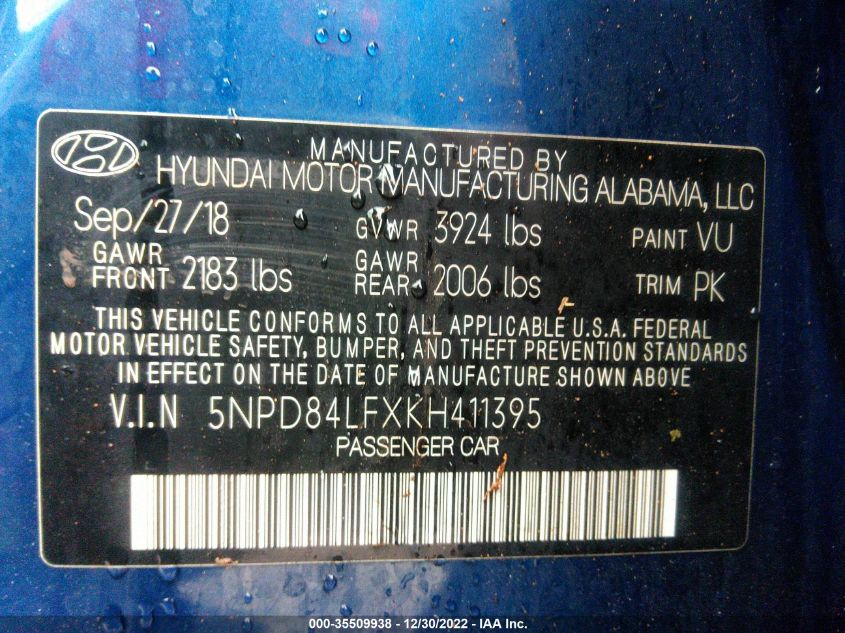 MANUFACTURED BY
HYUNDAI MOTOR MANUFACTURING ALABAMA, LLC
Sep/27/18 GVWR 3924 lbs PAINT VU
GAWR FRONT 2183 lbs GAWR REAR 2006 lbs TRIM PK
THIS VEHICLE CONFORMS TO ALL APPLICABLE U.S.A. FEDERAL
MOTOR VEHICLE SAFETY, BUMPER, AND THEFT PREVENTION STANDARDS
IN EFFECT ON THE DATE OF MANUFACTURE SHOWN ABOVE
V.I.N 5NPD84LFXKH411395
PASSENGER CAR
000-35509938 - 12/30/2022 - IAA Inc.